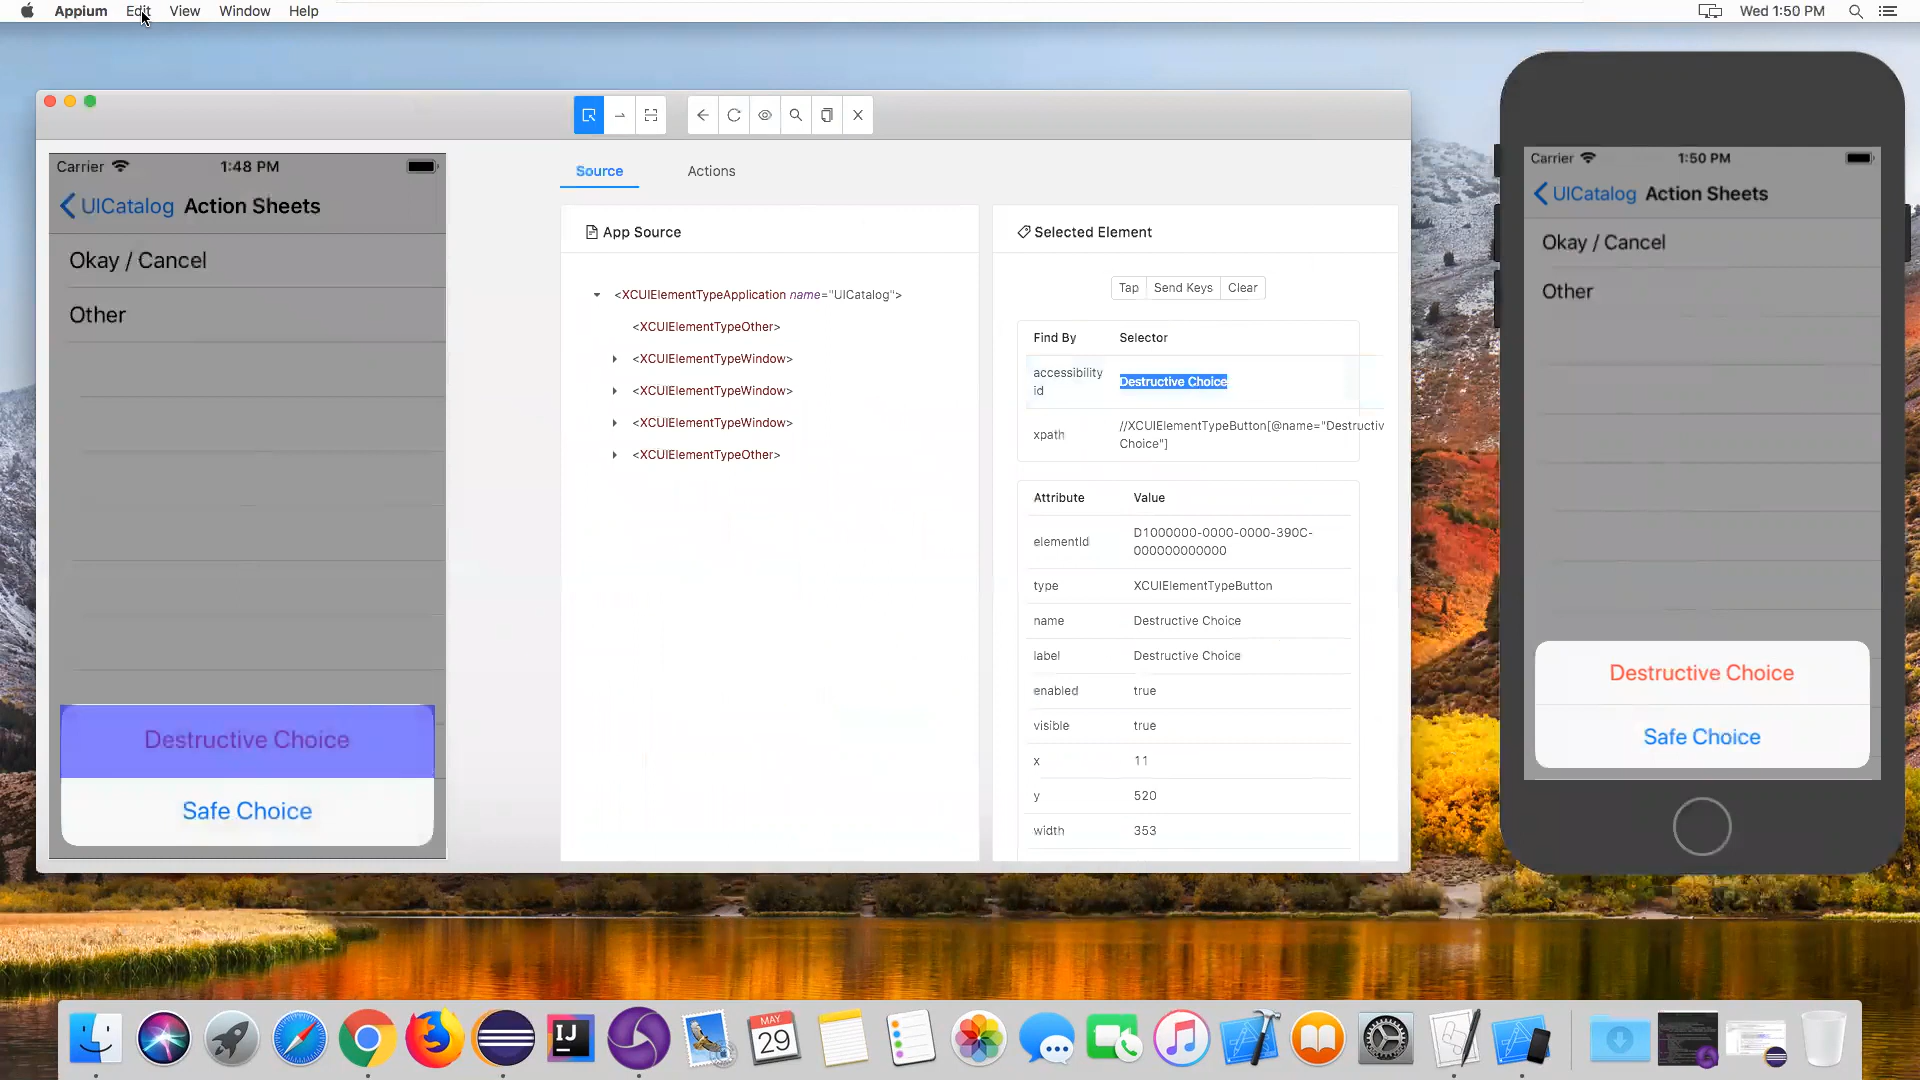 Appium Edit View Window Help
Wed 1:50 PM
Carrier 1:48 PM
UICatalog Action Sheets
Okay / Cancel
Other
Destructive Choice
Safe Choice
Source Actions
App Source
<XCUIElementTypeApplication name="UICatalog">
<XCUIElementTypeOther>
<XCUIElementTypeWindow>
<XCUIElementTypeWindow>
<XCUIElementTypeWindow>
<XCUIElementTypeOther>
Selected Element
Tap Send Keys Clear
Find By Selector
accessibility
id
Destructive Choice
xpath
//XCUIElementTypeButton[@name="Destructiv
Choice"]
Attribute Value
elementId
D1000000-0000-0000-390C-
000000000000
type XCUIElementTypeButton
name Destructive Choice
label Destructive Choice
enabled true
visible true
x 11
y 520
width 353
Carrier 1:50 PM
UICatalog Action Sheets
Okay / Cancel
Other
Destructive Choice
Safe Choice
IJ
MAY
29